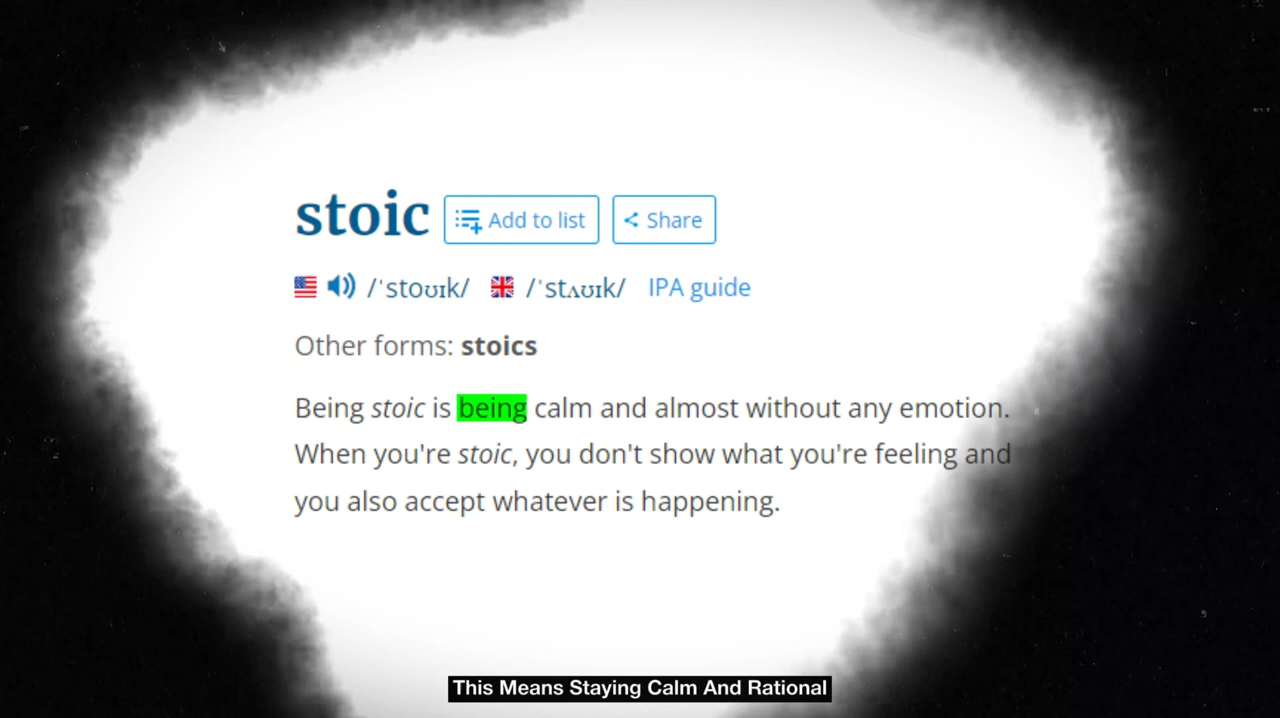 stoic Add to list Share
/ˈstoʊɪk/ /ˈstʌʊɪk/ IPA guide
Other forms: stoics
Being stoic is being calm and almost without any emotion.
When you're stoic, you don't show what you're feeling and
you also accept whatever is happening.
This Means Staying Calm And Rational